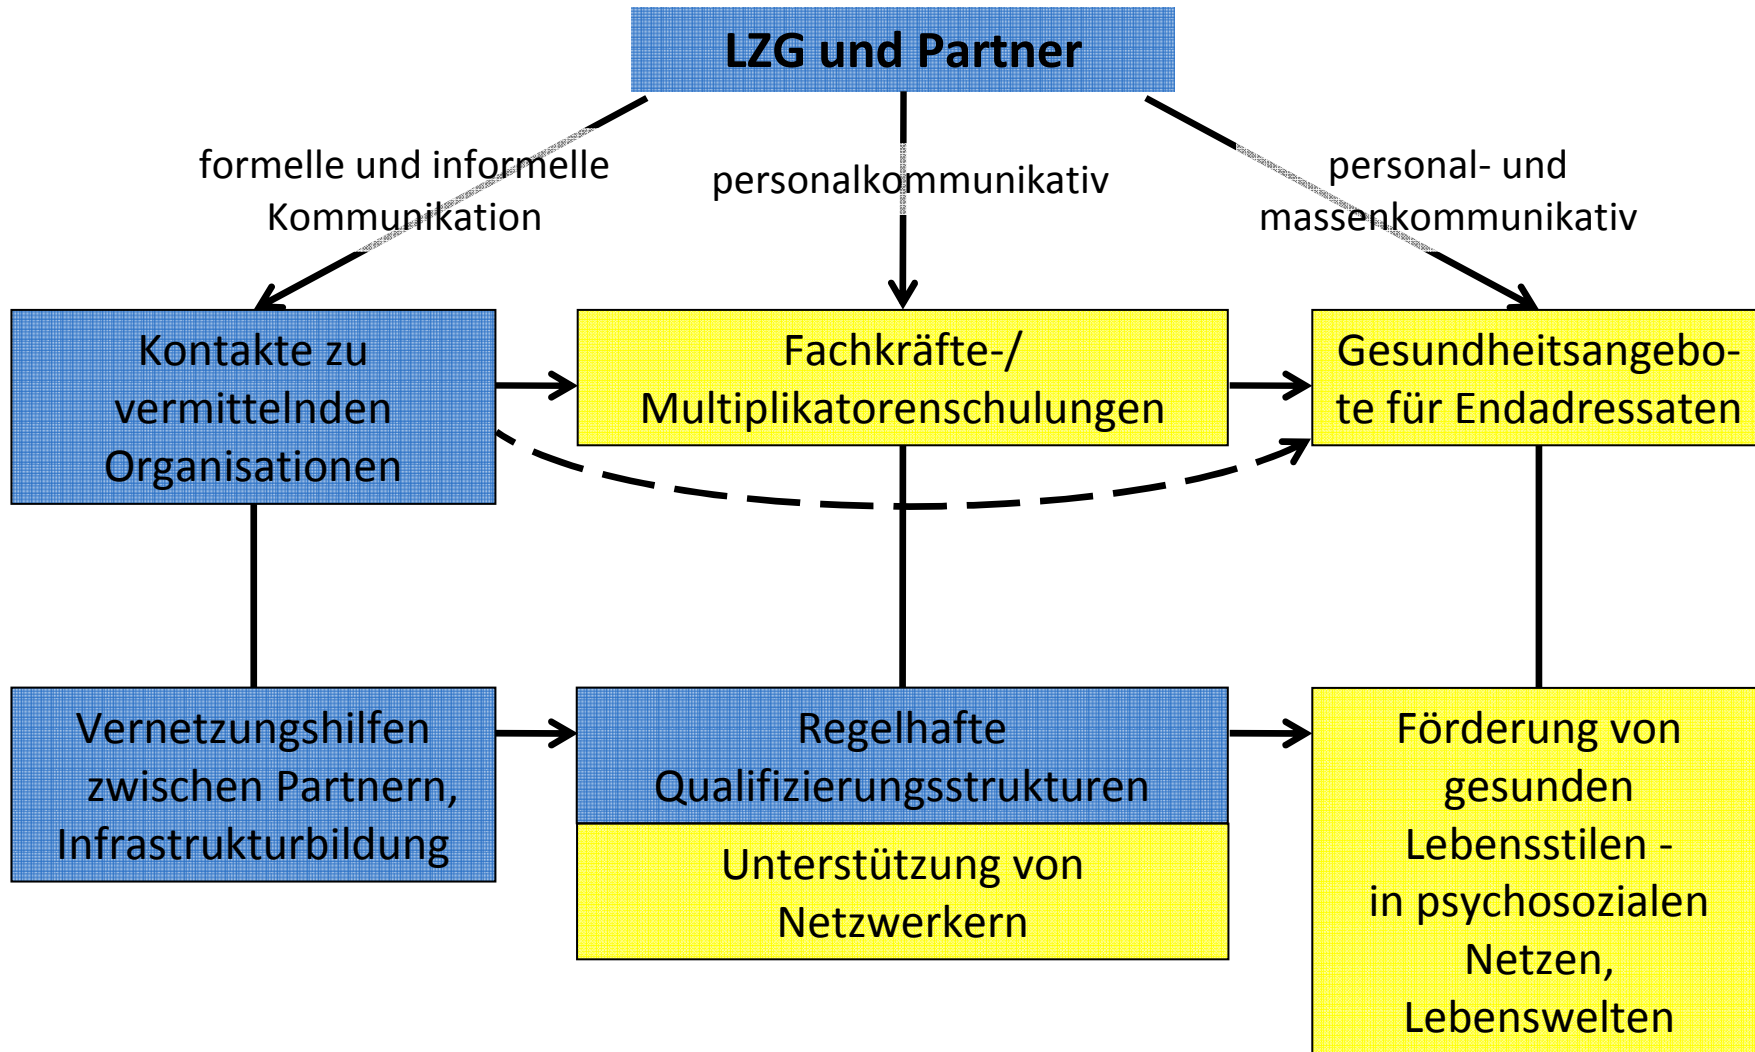 LZG und Partner
formelle und informelle
Kommunikation
personalkommunikativ
personal- und
massenkommunikativ
Kontakte zu
vermittelnden
Organisationen
Fachkräfte-/
Multiplikatorenschulungen
Gesundheitsangebo-
te für Endadressaten
Vernetzungshilfen
zwischen Partnern,
Infrastrukturbildung
Regelhafte
Qualifizierungsstrukturen
Unterstützung von
Netzwerkern
Förderung von
gesunden
Lebensstilen -
in psychosozialen
Netzen,
Lebenswelten